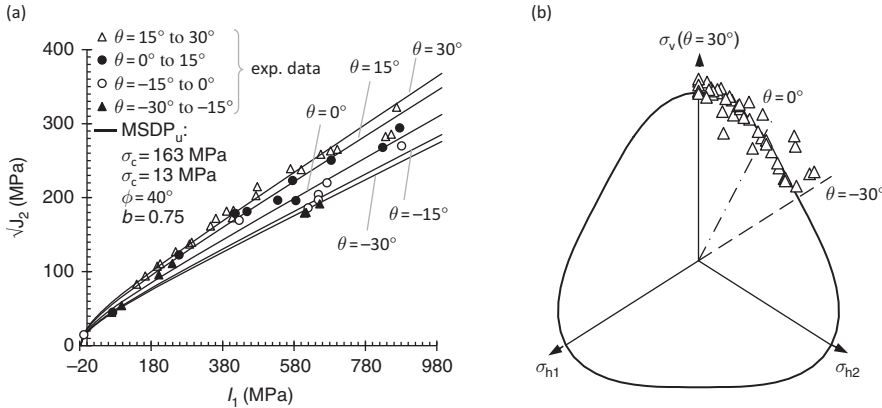 (a)
θ = 15° to 30°
θ = 0° to 15°
θ = −15° to 0°
θ = −30° to −15°
exp. data
MSDPu:
σc = 163 MPa
σc = 13 MPa
ϕ = 40°
b = 0.75
θ = 30°
θ = 15°
θ = 0°
θ = −15°
θ = −30°
400
300
200
100
0
√J2 (MPa)
−20
180
380
580
780
980
I1 (MPa)
(b)
σv (θ = 30°)
θ = 0°
θ = −30°
σh1
σh2